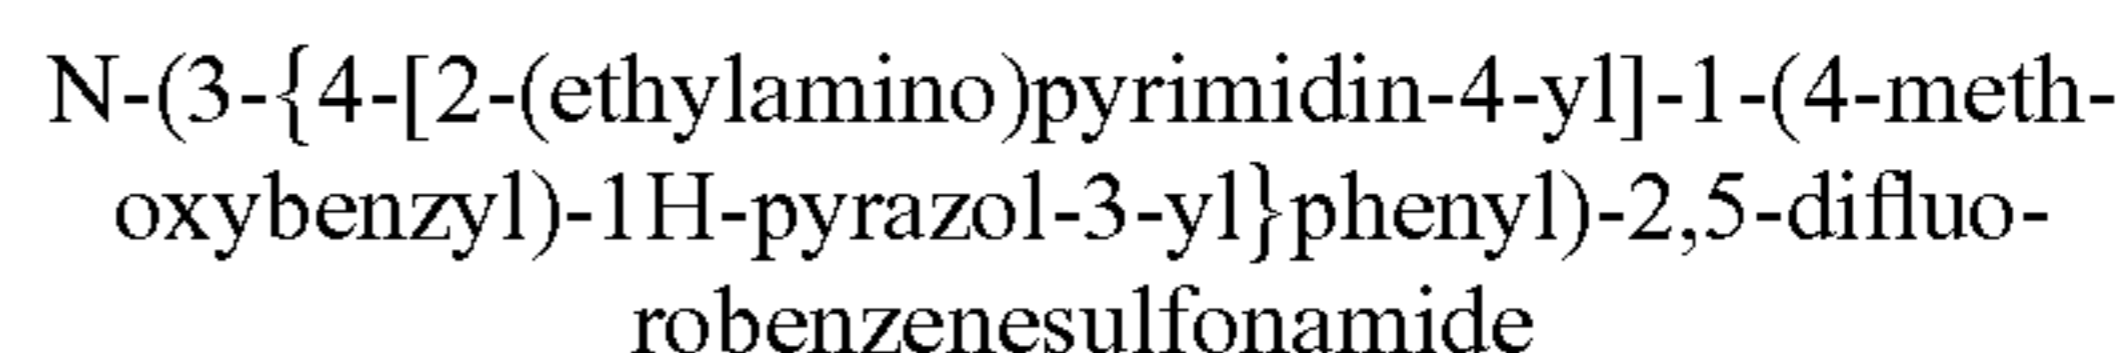 N-(3-{4-[2-(ethylamino)pyrimidin-4-yl]-1-(4-meth-
oxybenzyl)-1H-pyrazol-3-yl}phenyl)-2,5-difluo-
robenzenesulfonamide